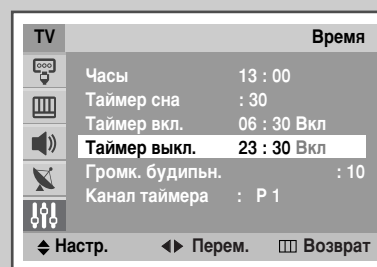 TV Время
Часы 13 : 00
Таймер сна : 30
Таймер вкл. 06 : 30 Вкл
Таймер выкл. 23 : 30 Вкл
Громк. будипьн. : 10
Канал таймера : P 1
Настр. Перем. Возврат